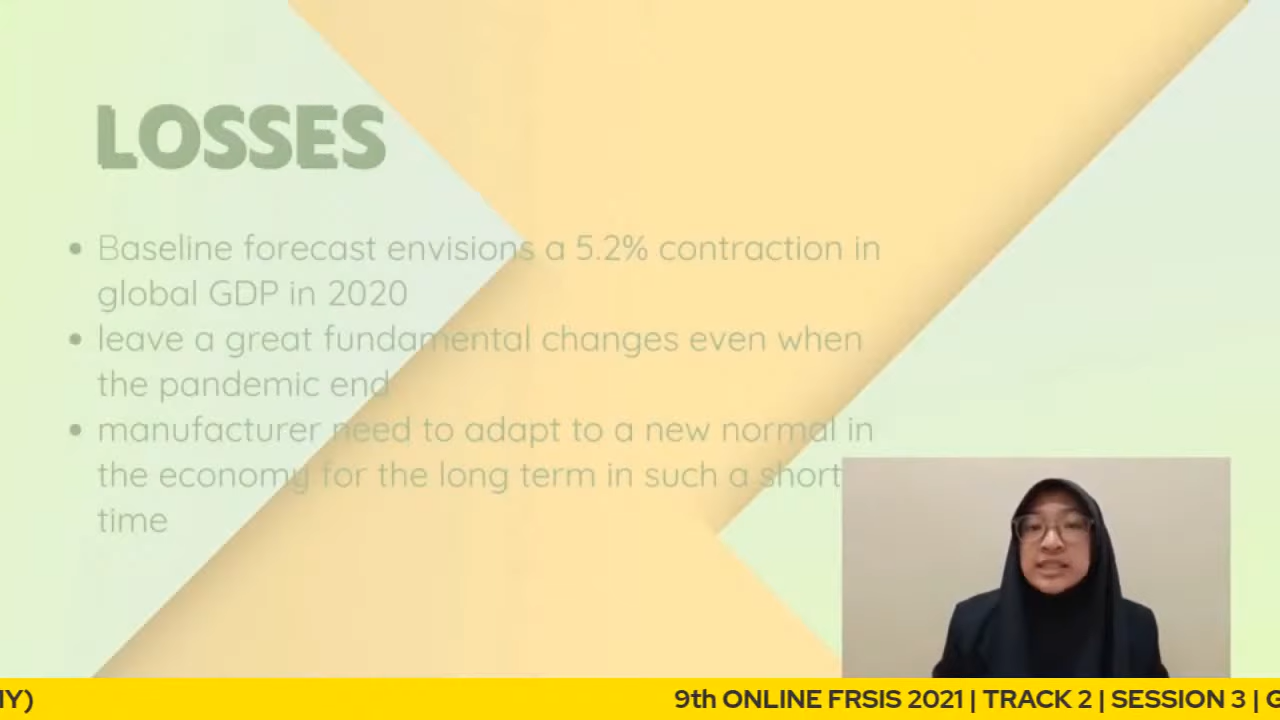 LOSSES
Baseline forecast envisions a 5.2% contraction in
global GDP in 2020
leave a great fundamental changes even when
the pandemic end
manufacturer need to adapt to a new normal in
the economy for the long term in such a short
time
9th ONLINE FRSIS 2021 | TRACK 2 | SESSION 3 |